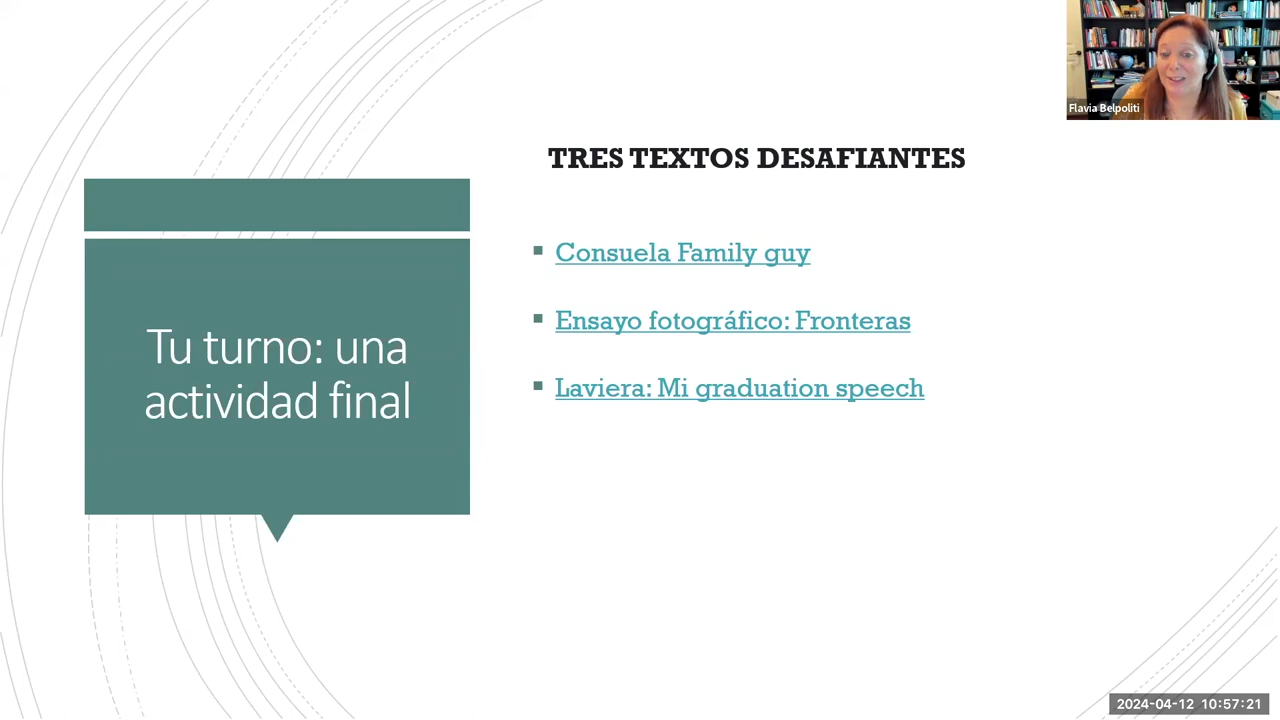 Flavia Belpoliti
TRES TEXTOS DESAFIANTES
Tu turno: una
actividad final
Consuela Family guy
Ensayo fotográfico: Fronteras
Laviera: Mi graduation speech
2024-04-12 10:57:21